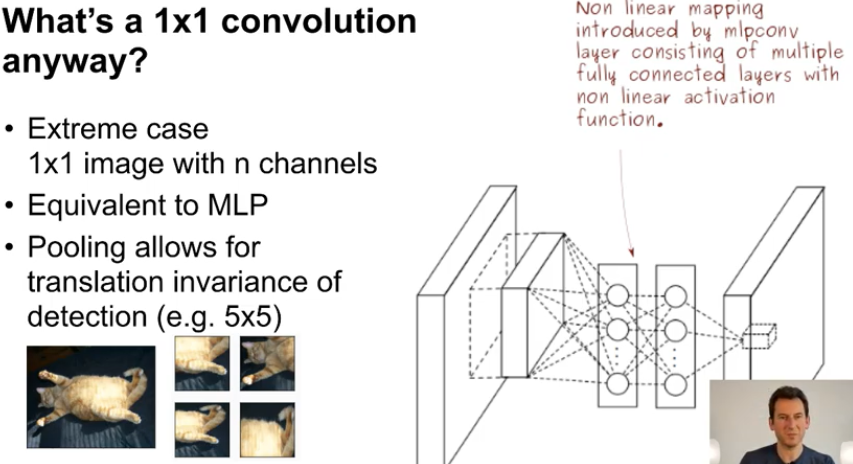 What's a 1x1 convolution
anyway?
• Extreme case
1x1 image with n channels
• Equivalent to MLP
• Pooling allows for
translation invariance of
detection (e.g. 5x5)
Non linear mapping
introduced by mlpconv
layer consisting of multiple
fully connected layers with
non linear activation
function.